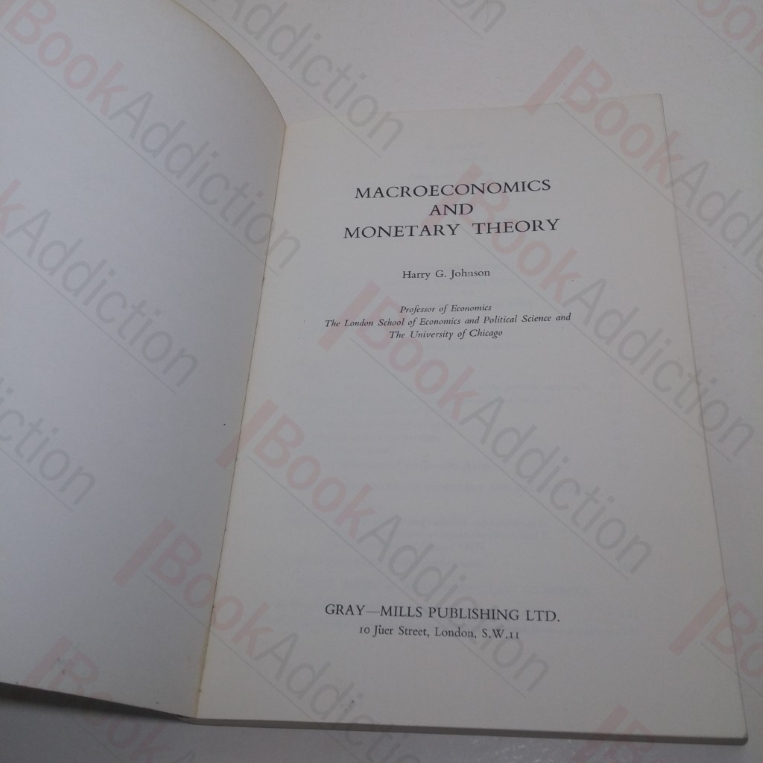 MACROECONOMICS
AND
MONETARY THEORY
Harry G. Johnson
Professor of Economics
The London School of Economics and Political Science and
The University of Chicago
GRAY—MILLS PUBLISHING LTD.
10 Juer Street, London, S.W.11
BookAddiction